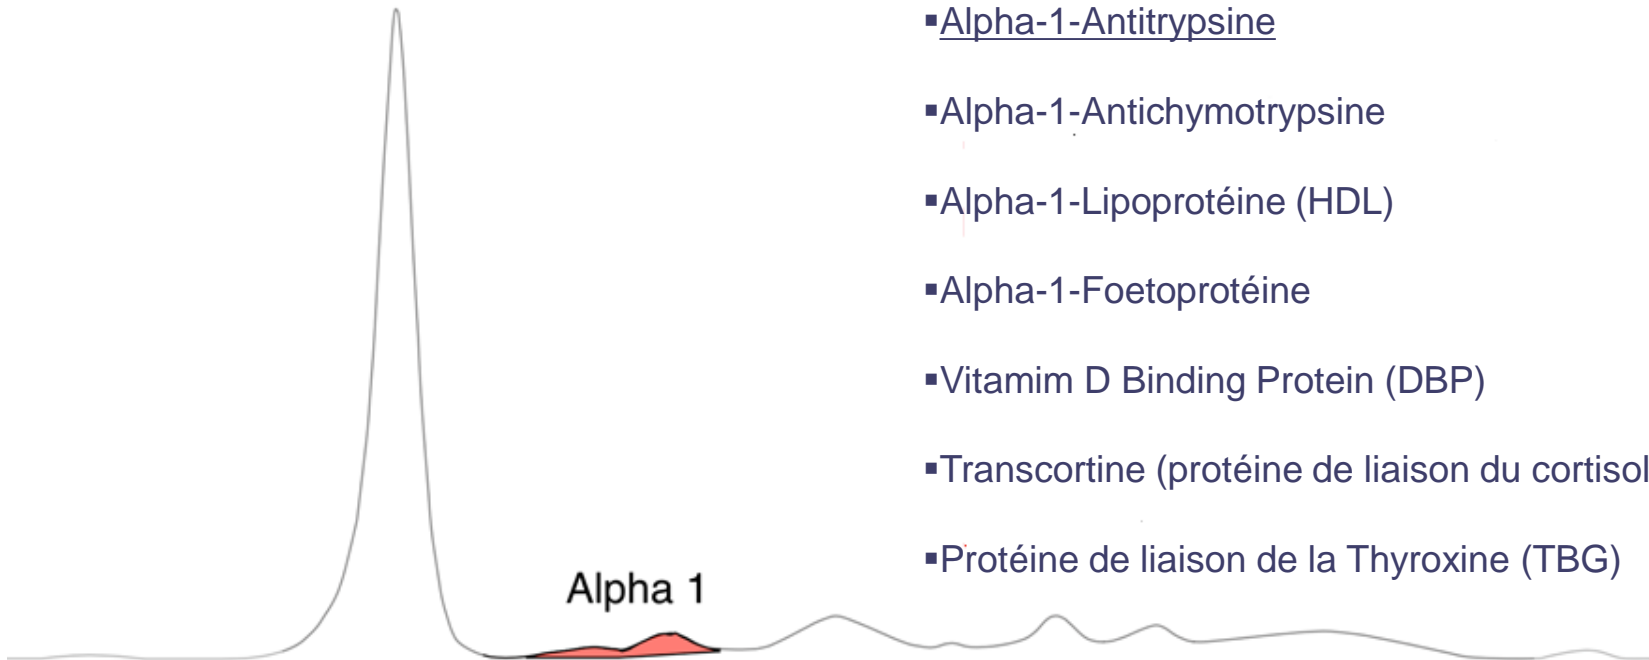 ▪Alpha-1-Antitrypsine
▪Alpha-1-Antichymotrypsine
▪Alpha-1-Lipoprotéine (HDL)
▪Alpha-1-Foetoprotéine
▪Vitamim D Binding Protein (DBP)
▪Transcortine (protéine de liaison du cortisol
▪Protéine de liaison de la Thyroxine (TBG)
Alpha 1